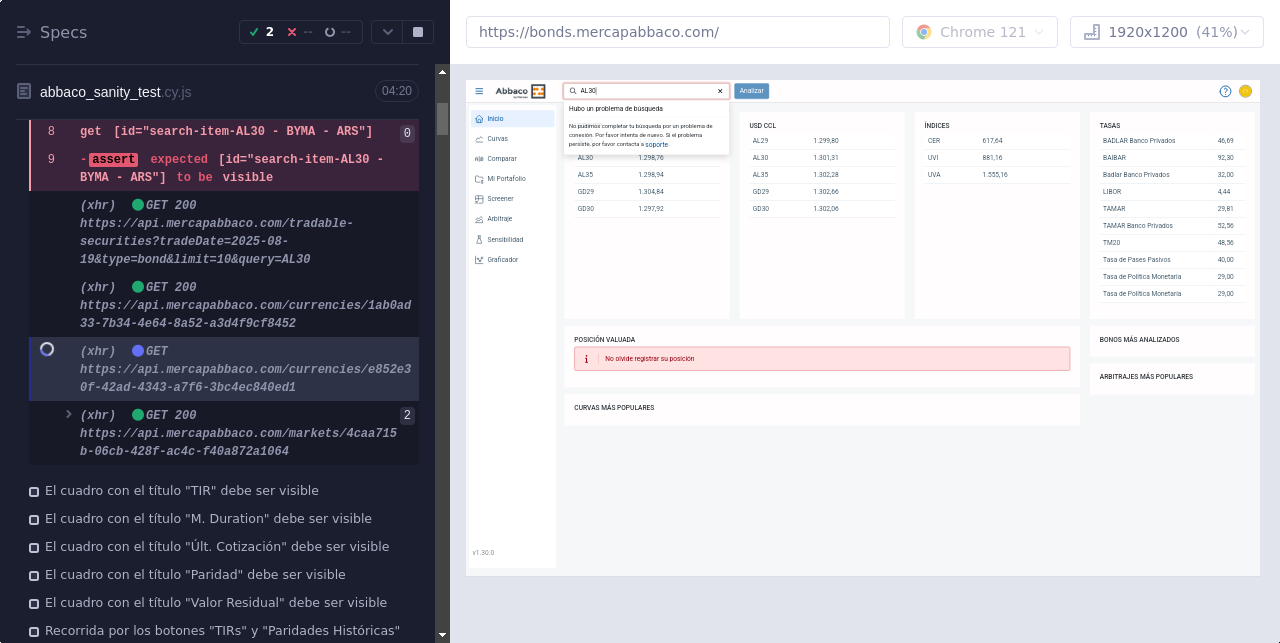 Specs
2
--
--
https://bonds.mercapabbaco.com/
Chrome 121
1920x1200 (41%)
abbaco_sanity_test.cy.js
04:20
8 get [id="search-item-AL30 - BYMA - ARS"] 0
9 -assert expected [id="search-item-AL30 -
BYMA - ARS"] to be visible
(xhr) GET 200
https://api.mercapabbaco.com/tradable-
securities?tradeDate=2025-08-
19&type=bond&limit=10&query=AL30
(xhr) GET 200
https://api.mercapabbaco.com/currencies/1ab0ad
33-7b34-4e64-8a52-a3d4f9cf8452
(xhr) GET
https://api.mercapabbaco.com/currencies/e852e3
0f-42ad-4343-a7f6-3bc4ec840ed1
(xhr) GET 200 2
https://api.mercapabbaco.com/markets/4caa715
b-06cb-428f-ac4c-f40a872a1064
El cuadro con el título "TIR" debe ser visible
El cuadro con el título "M. Duration" debe ser visible
El cuadro con el título "Últ. Cotización" debe ser visible
El cuadro con el título "Paridad" debe ser visible
El cuadro con el título "Valor Residual" debe ser visible
Recorrida por los botones "TIRs" y "Paridades Históricas"
Abbaco
AL30
Analizar
Hubo un problema de búsqueda
No pudimos completar tu búsqueda por un problema de
conexión. Por favor intenta de nuevo. Si el problema
persiste, por favor contacta a soporte
Inicio
Curvas
Comparar
Mi Portafolio
Screener
Arbitraje
Sensibilidad
Graficador
v1.30.0
AL30 1.298,76
AL35 1.298,94
GD29 1.304,84
GD30 1.297,92
USD CCL
AL29 1.299,80
AL30 1.301,31
AL35 1.302,28
GD29 1.302,66
GD30 1.302,06
ÍNDICES
CER 617,64
UVI 881,16
UVA 1.555,16
TASAS
BADLAR Banco Privados 46,69
BAIBAR 92,30
Badlar Banco Privados 32,00
LIBOR 4,44
TAMAR 29,81
TAMAR Banco Privados 52,56
TM20 48,56
Tasa de Pases Pasivos 40,00
Tasa de Política Monetaria 29,00
Tasa de Política Monetaria 29,00
POSICIÓN VALUADA
No olvide registrar su posición
CURVAS MÁS POPULARES
BONOS MÁS ANALIZADOS
ARBITRAJES MÁS POPULARES